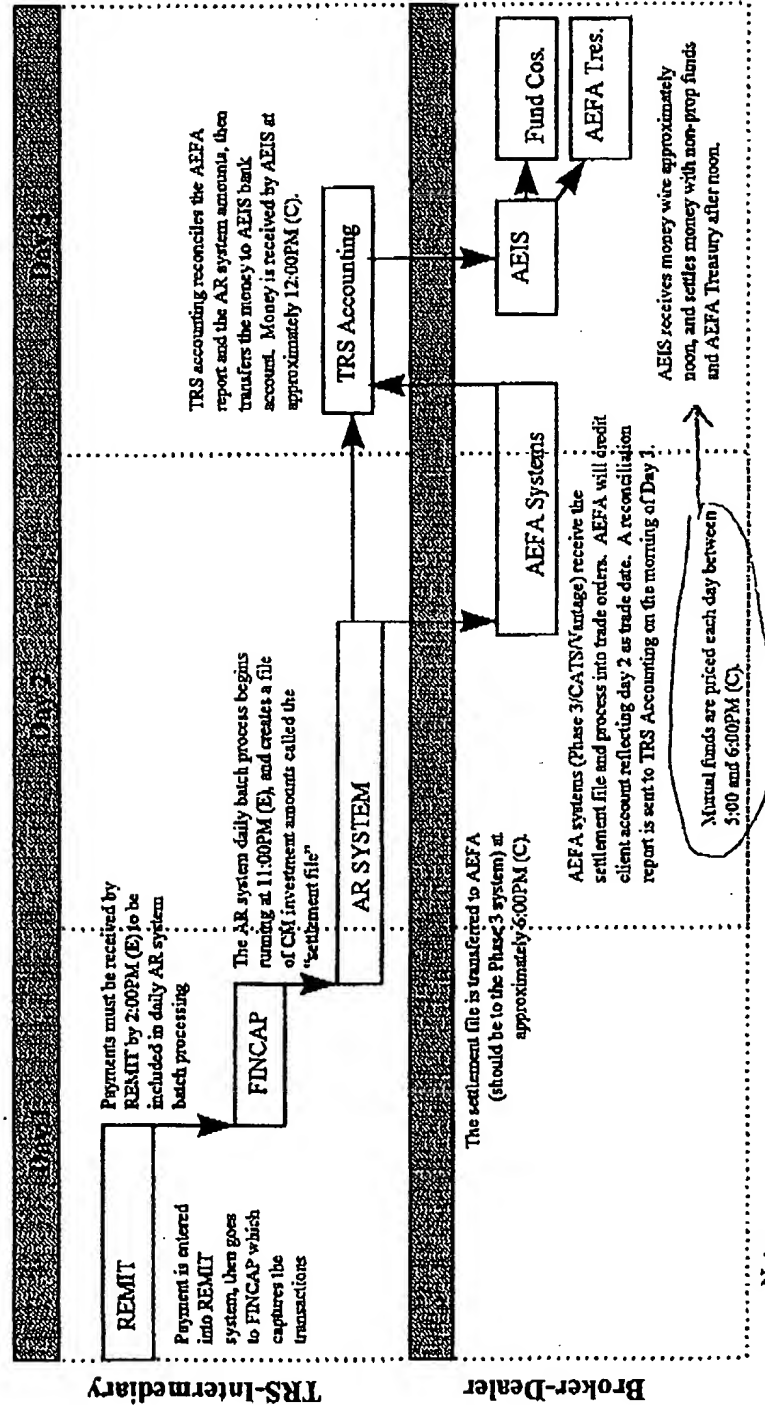 Day 1
Day 2
Day 3
TRS-Intermediary
REMIT
Payments must be received by
REMIT by 2:00PM (E) to be
included in daily AR system
batch processing
Payment is entered
into REMIT
system, then goes
to FINCAP which
captures the
transactions
FINCAP
The AR system daily batch process begins
running at 11:00PM (E), and creates a file
of CM investment amounts called the
"settlement file"
AR SYSTEM
TRS accounting reconciles the AEFA
report and the AR system amounts, then
transfers the money to AEIS bank
account. Money is received by AEIS at
approximately 12:00PM (C).
TRS Accounting
Broker-Dealer
The settlement file is transferred to AEFA
(should be to the Phase 3 system) at
approximately 6:00PM (C).
AEFA Systems
AEFA systems (Phase 3/CATS/Vantage) receive the
settlement file and process into trade orders. AEFA will credit
client account reflecting day 2 as trade date. A reconciliation
report is sent to TRS Accounting on the morning of Day 3.
Mutual funds are priced each day between
5:00 and 6:00PM (C).
AEIS
Fund Cos.
AEFA Tres.
AEIS receives money wire approximately
noon, and settles money with non-prop funds
and AEFA Treasury after noon.